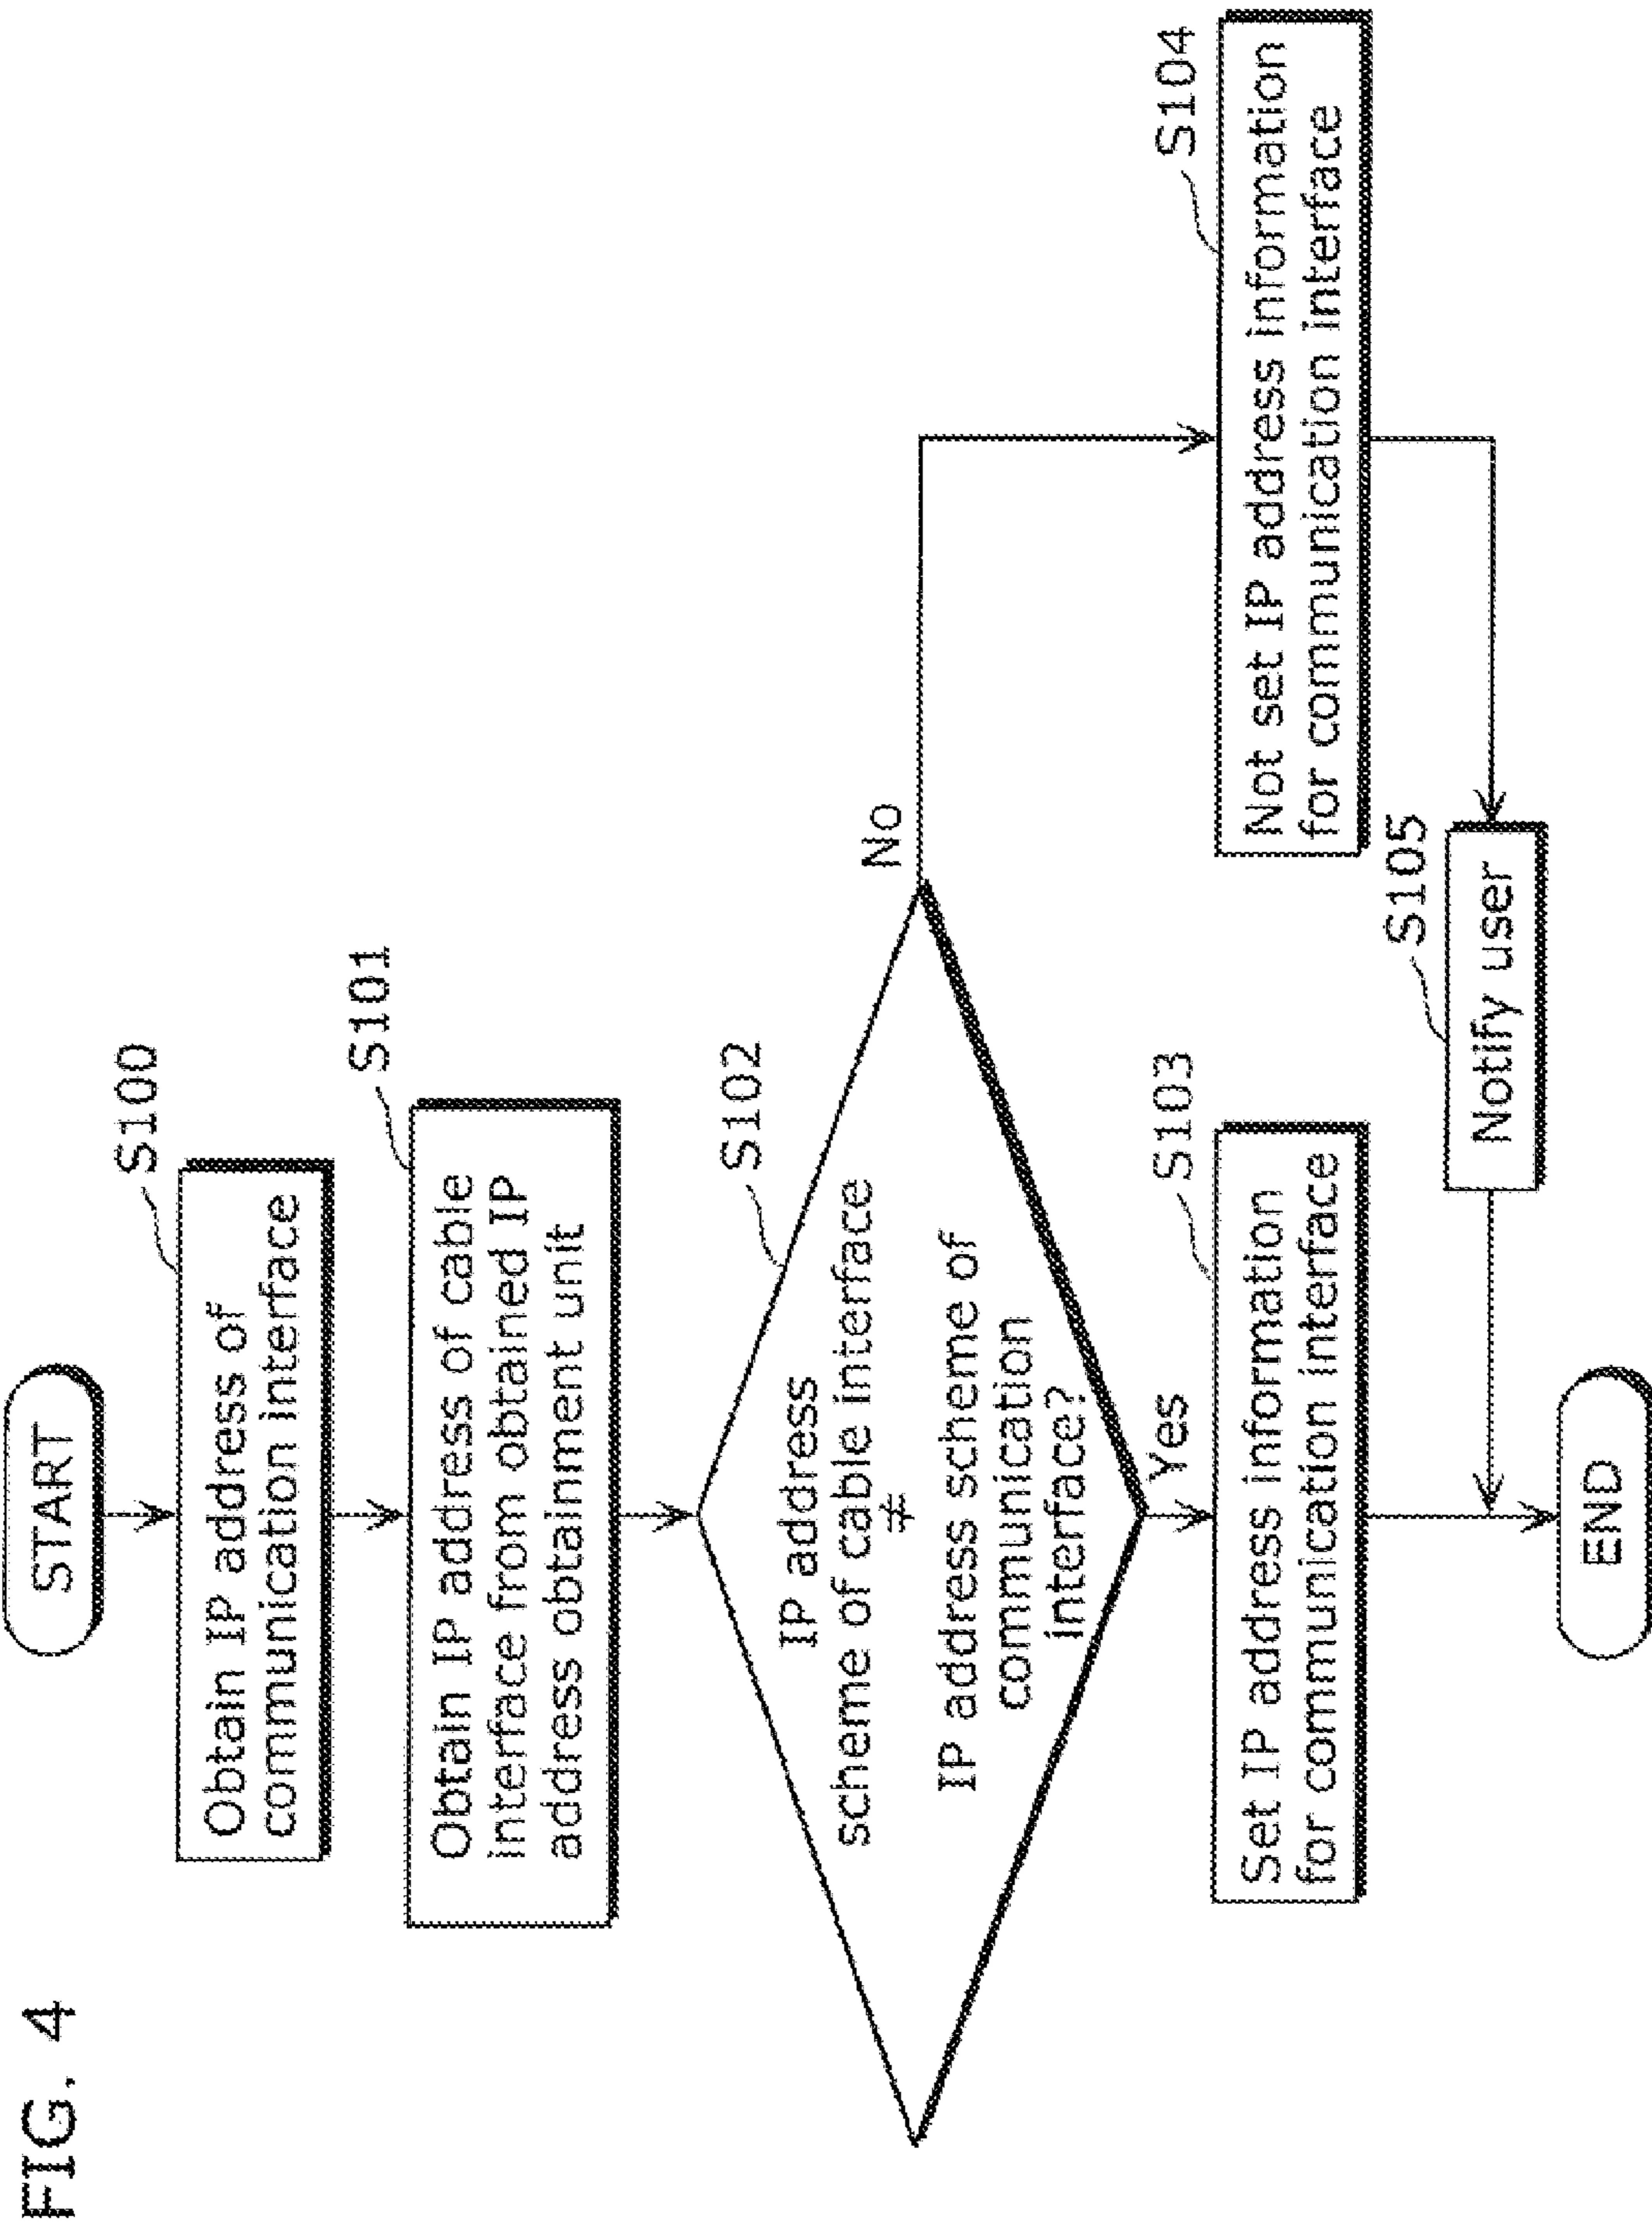 FIG. 4
START
S100
Obtain IP address of
communication interface
S101
Obtain IP address of cable
interface from obtained IP
address obtainment unit
S102
IP address
scheme of cable interface
≠
IP address scheme of
communication
interface?
No
Yes
S103
Set IP address information
for communication interface
S104
Not set IP address information
for communication interface
S105
Notify user
END